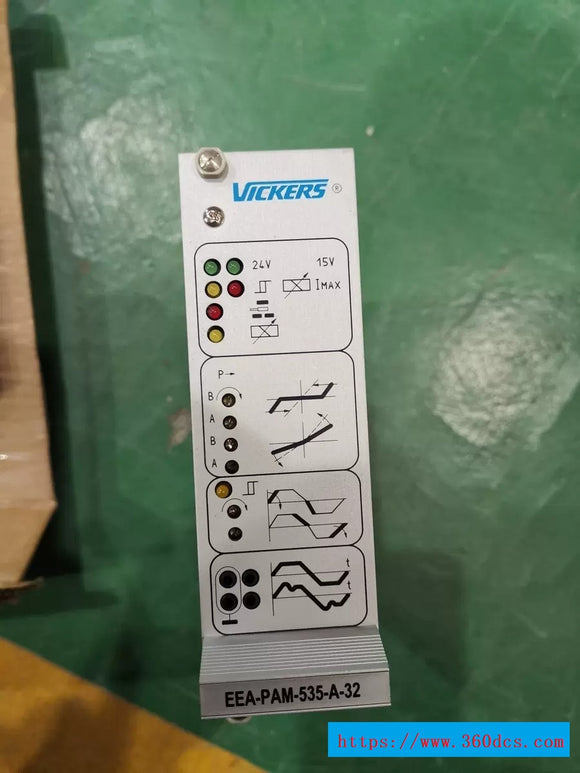 VICKERS ®
24V 15V
IMAX
P
B
A
B
A
t
t
EEA-PAM-535-A-32
https://www.360dcs.com